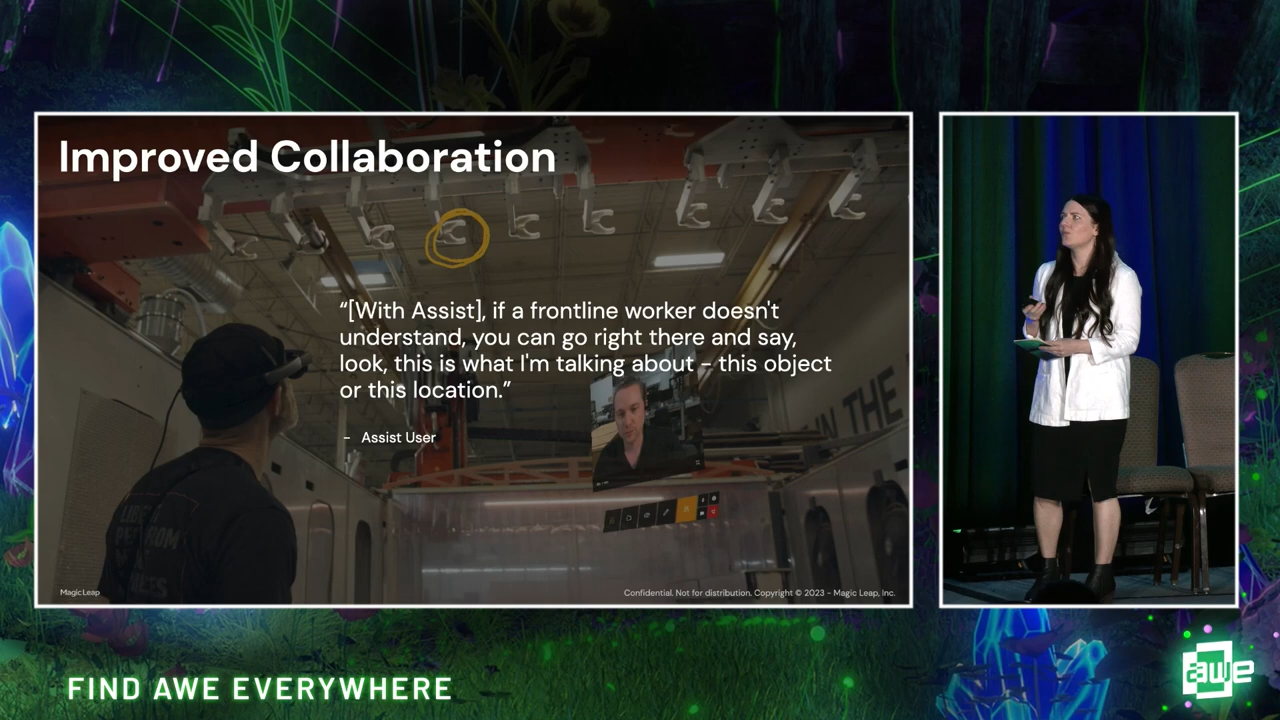 Improved Collaboration
“[With Assist], if a frontline worker doesn't
understand, you can go right there and say,
look, this is what I'm talking about – this object
or this location.”
– Assist User
IN THE
Magic Leap
Confidential. Not for distribution. Copyright © 2023 - Magic Leap, Inc.
FIND AWE EVERYWHERE
awe